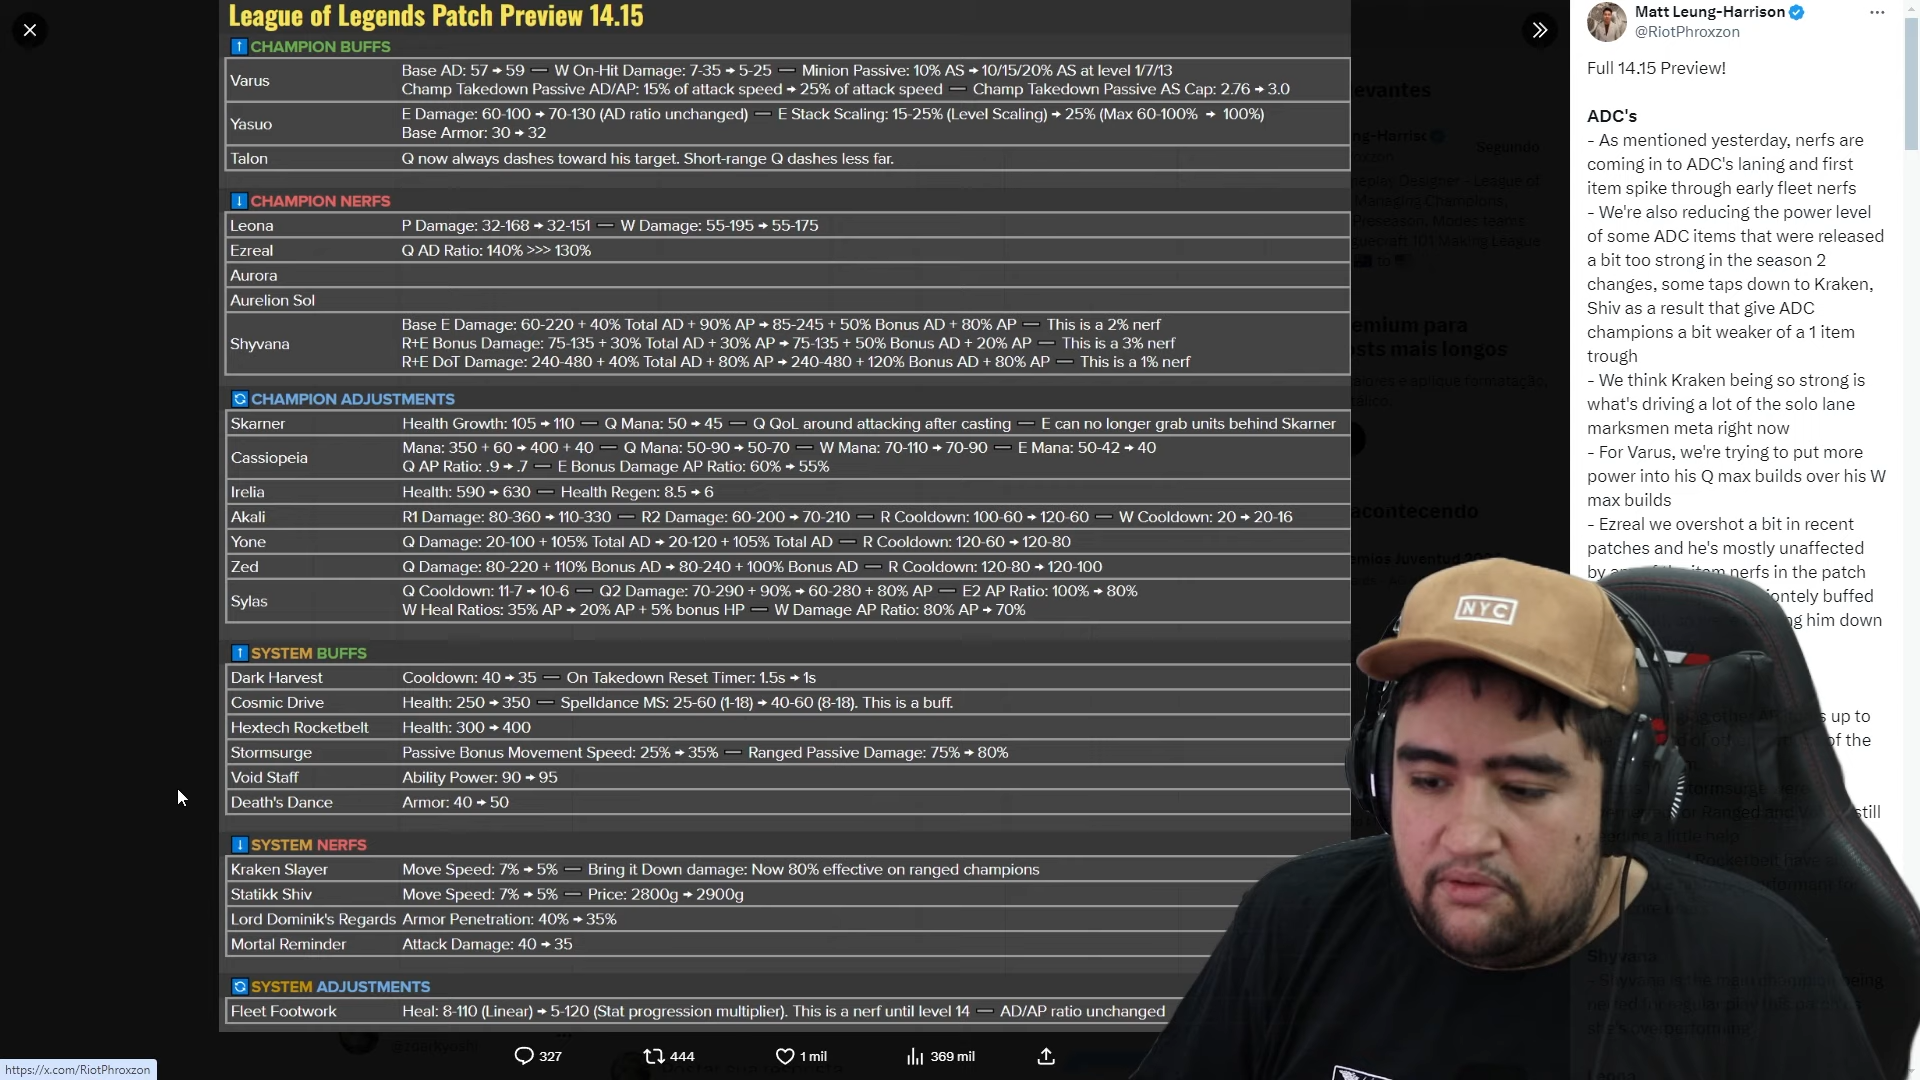 League of Legends Patch Preview 14.15
CHAMPION BUFFS
Varus
Base AD: 57 → 59 — W On-Hit Damage: 7-35 → 5-25 — Minion Passive: 10% AS → 10/15/20% AS at level 1/7/13
Champ Takedown Passive AD/AP: 15% of attack speed → 25% of attack speed — Champ Takedown Passive AS Cap: 2.76 → 3.0
Yasuo
E Damage: 60-100 → 70-130 (AD ratio unchanged) — E Stack Scaling: 15-25% (Level Scaling) → 25% (Max 60-100% → 100%)
Base Armor: 30 → 32
Talon
Q now always dashes toward his target. Short-range Q dashes less far.
CHAMPION NERFS
Leona
P Damage: 32-168 → 32-151 — W Damage: 55-195 → 55-175
Ezreal
Q AD Ratio: 140% >>> 130%
Aurora
Aurelion Sol
Shyvana
Base E Damage: 60-220 + 40% Total AD + 90% AP → 85-245 + 50% Bonus AD + 80% AP — This is a 2% nerf
R+E Bonus Damage: 75-135 + 30% Total AD + 30% AP → 75-135 + 50% Bonus AD + 20% AP — This is a 3% nerf
R+E DoT Damage: 240-480 + 40% Total AD + 80% AP → 240-480 + 120% Bonus AD + 80% AP — This is a 1% nerf
CHAMPION ADJUSTMENTS
Skarner
Health Growth: 105 → 110 — Q Mana: 50 → 45 — Q QoL around attacking after casting — E can no longer grab units behind Skarner
Cassiopeia
Mana: 350 + 60 → 400 + 40 — Q Mana: 50-90 → 50-70 — W Mana: 70-110 → 70-90 — E Mana: 50-42 → 40
Q AP Ratio: .9 → .7 — E Bonus Damage AP Ratio: 60% → 55%
Irelia
Health: 590 → 630 — Health Regen: 8.5 → 6
Akali
R1 Damage: 80-360 → 110-330 — R2 Damage: 60-200 → 70-210 — R Cooldown: 100-60 → 120-60 — W Cooldown: 20 → 20-16
Yone
Q Damage: 20-100 + 105% Total AD → 20-120 + 105% Total AD — R Cooldown: 120-60 → 120-80
Zed
Q Damage: 80-220 + 110% Bonus AD → 80-240 + 100% Bonus AD — R Cooldown: 120-80 → 120-100
Sylas
Q Cooldown: 11-7 → 10-6 — Q2 Damage: 70-290 + 90% → 60-280 + 80% AP — E2 AP Ratio: 100% → 80%
W Heal Ratios: 35% AP → 20% AP + 5% bonus HP — W Damage AP Ratio: 80% AP → 70%
SYSTEM BUFFS
Dark Harvest
Cooldown: 40 → 35 — On Takedown Reset Timer: 1.5s → 1s
Cosmic Drive
Health: 250 → 350 — Spelldance MS: 25-60 (1-18) → 40-60 (8-18). This is a buff.
Hextech Rocketbelt
Health: 300 → 400
Stormsurge
Passive Bonus Movement Speed: 25% → 35% — Ranged Passive Damage: 75% → 80%
Void Staff
Ability Power: 90 → 95
Death's Dance
Armor: 40 → 50
SYSTEM NERFS
Kraken Slayer
Move Speed: 7% → 5% — Bring it Down damage: Now 80% effective on ranged champions
Statikk Shiv
Move Speed: 7% → 5% — Price: 2800g → 2900g
Lord Dominik's Regards
Armor Penetration: 40% → 35%
Mortal Reminder
Attack Damage: 40 → 35
SYSTEM ADJUSTMENTS
Fleet Footwork
Heal: 8-110 (Linear) → 5-120 (Stat progression multiplier). This is a nerf until level 14 — AD/AP ratio unchanged
327
444
1 mil
369 mil
https://x.com/RiotPhroxzon
Matt Leung-Harrison
@RiotPhroxzon
Full 14.15 Preview!
ADC's
- As mentioned yesterday, nerfs are
coming in to ADC's laning and first
item spike through early fleet nerfs
- We're also reducing the power level
of some ADC items that were released
a bit too strong in the season 2
changes, some taps down to Kraken,
Shiv as a result that give ADC
champions a bit weaker of a 1 item
trough
- We think Kraken being so strong is
what's driving a lot of the solo lane
marksmen meta right now
- For Varus, we're trying to put more
power into his Q max builds over his W
max builds
- Ezreal we overshot a bit in recent
patches and he's mostly unaffected
by item nerfs in the patch
buffed
him down
up to
of the
still
Shyvana
Seguindo
NYC